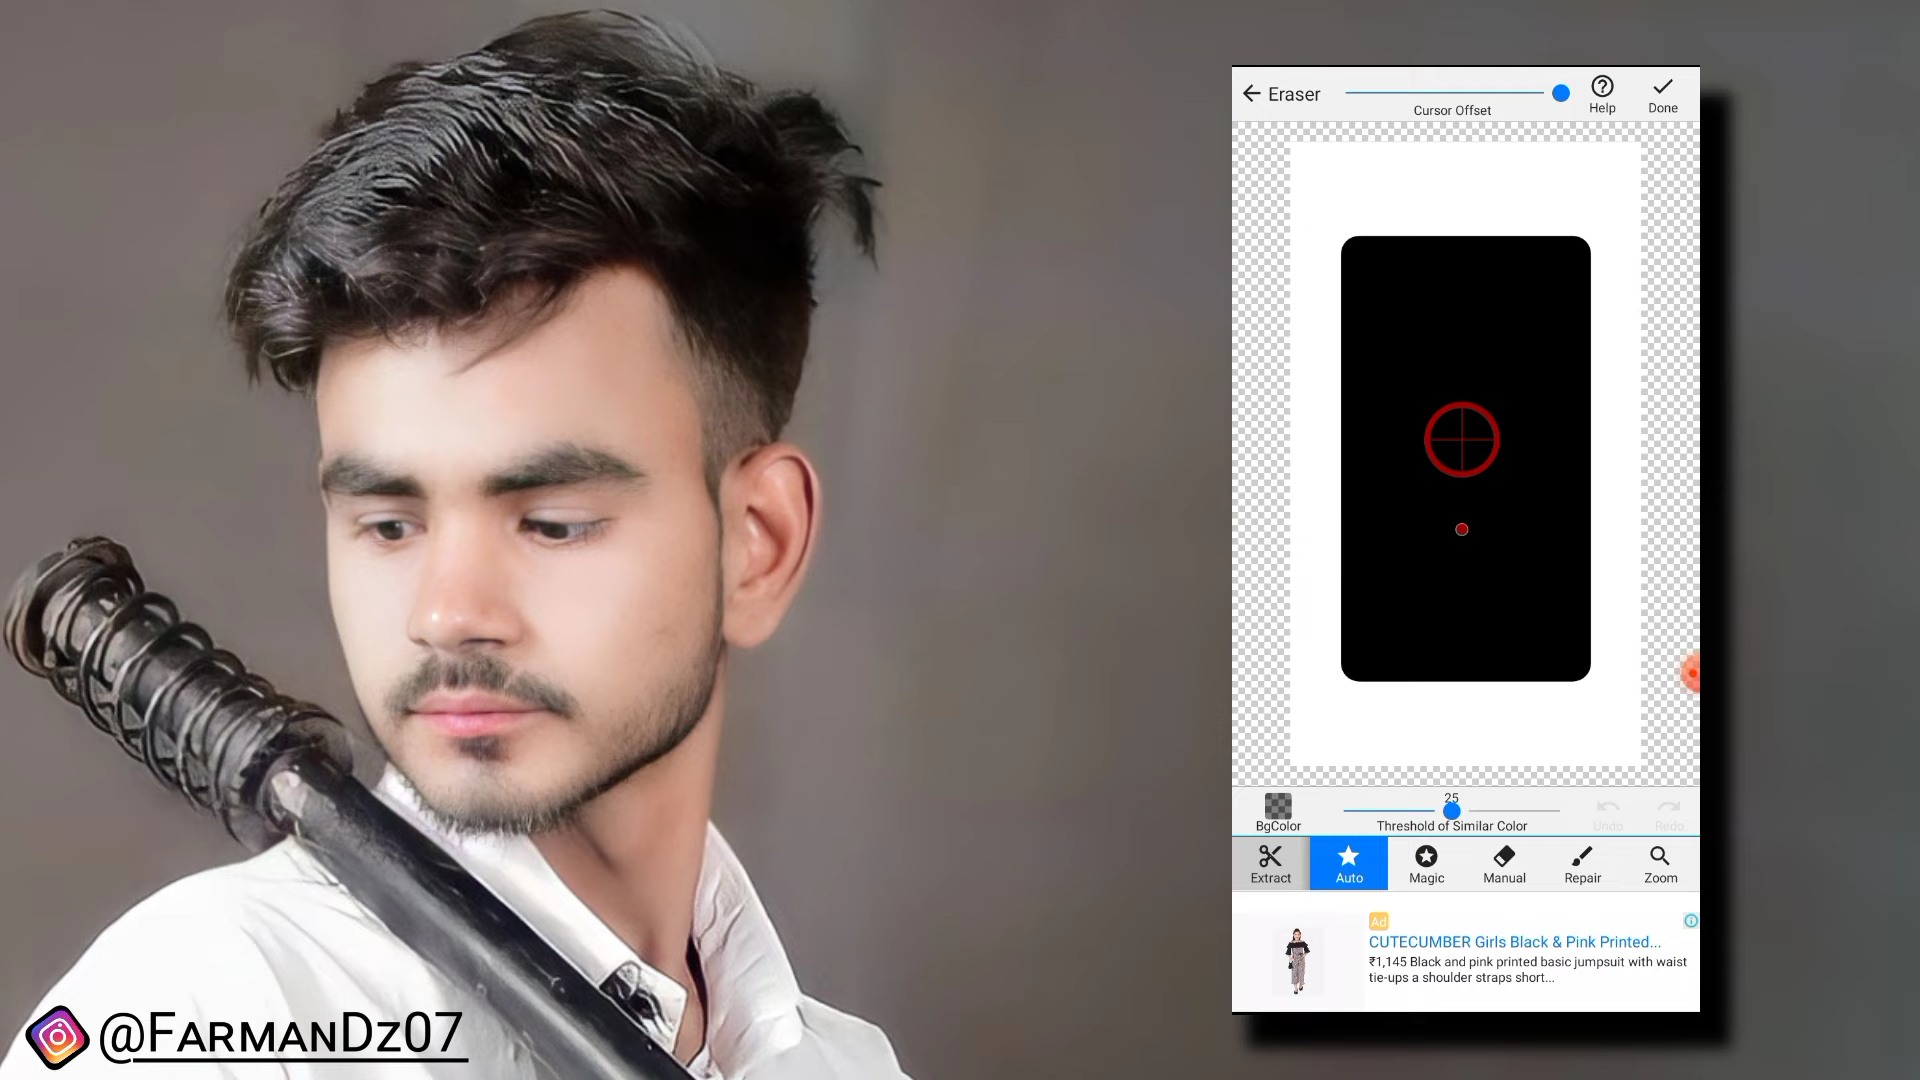 Eraser
Cursor Offset
Help
Done
25
BgColor
Threshold of Similar Color
Undo
Redo
Extract
Auto
Magic
Manual
Repair
Zoom
Ad
CUTECUMBER Girls Black & Pink Printed...
₹1,145 Black and pink printed basic jumpsuit with waist
tie-ups a shoulder straps short...
@FarmanDz07